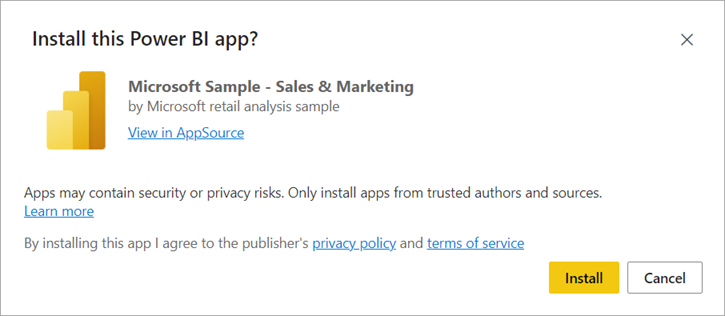 Install this Power BI app?
Microsoft Sample - Sales & Marketing
by Microsoft retail analysis sample
View in AppSource
Apps may contain security or privacy risks. Only install apps from trusted authors and sources.
Learn more
By installing this app I agree to the publisher's privacy policy and terms of service
Install Cancel